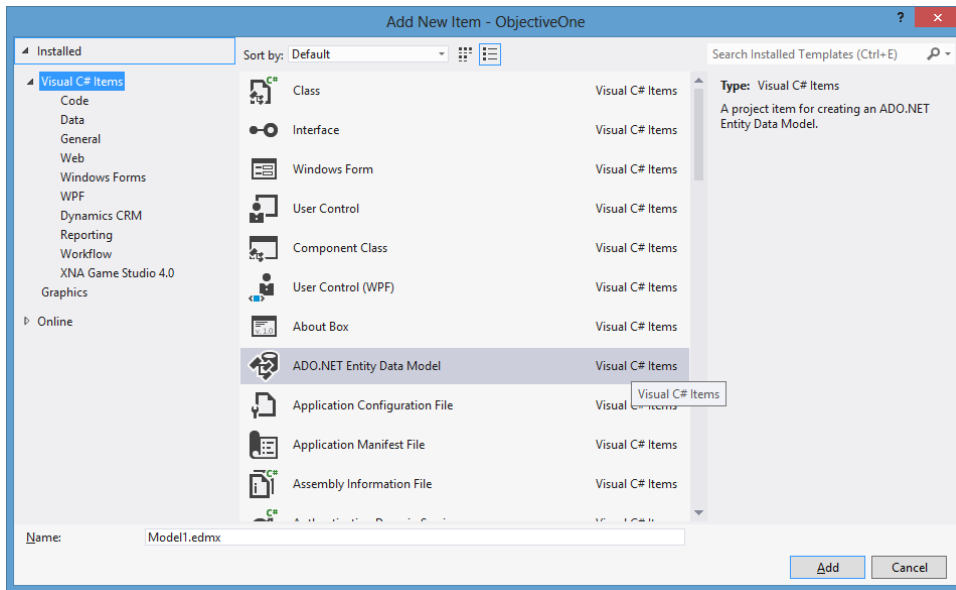 Add New Item - ObjectiveOne
?
Installed
Sort by: Default
Search Installed Templates (Ctrl+E)
Visual C# Items
Code
Data
General
Web
Windows Forms
WPF
Dynamics CRM
Reporting
Workflow
XNA Game Studio 4.0
Graphics
Online
Class Visual C# Items
Interface Visual C# Items
Windows Form Visual C# Items
User Control Visual C# Items
Component Class Visual C# Items
User Control (WPF) Visual C# Items
About Box Visual C# Items
ADO.NET Entity Data Model Visual C# Items
Visual C# Items
Application Configuration File Visual
Application Manifest File Visual C# Items
Assembly Information File Visual C# Items
Type: Visual C# Items
A project item for creating an ADO.NET
Entity Data Model.
Name: Model1.edmx
Add Cancel